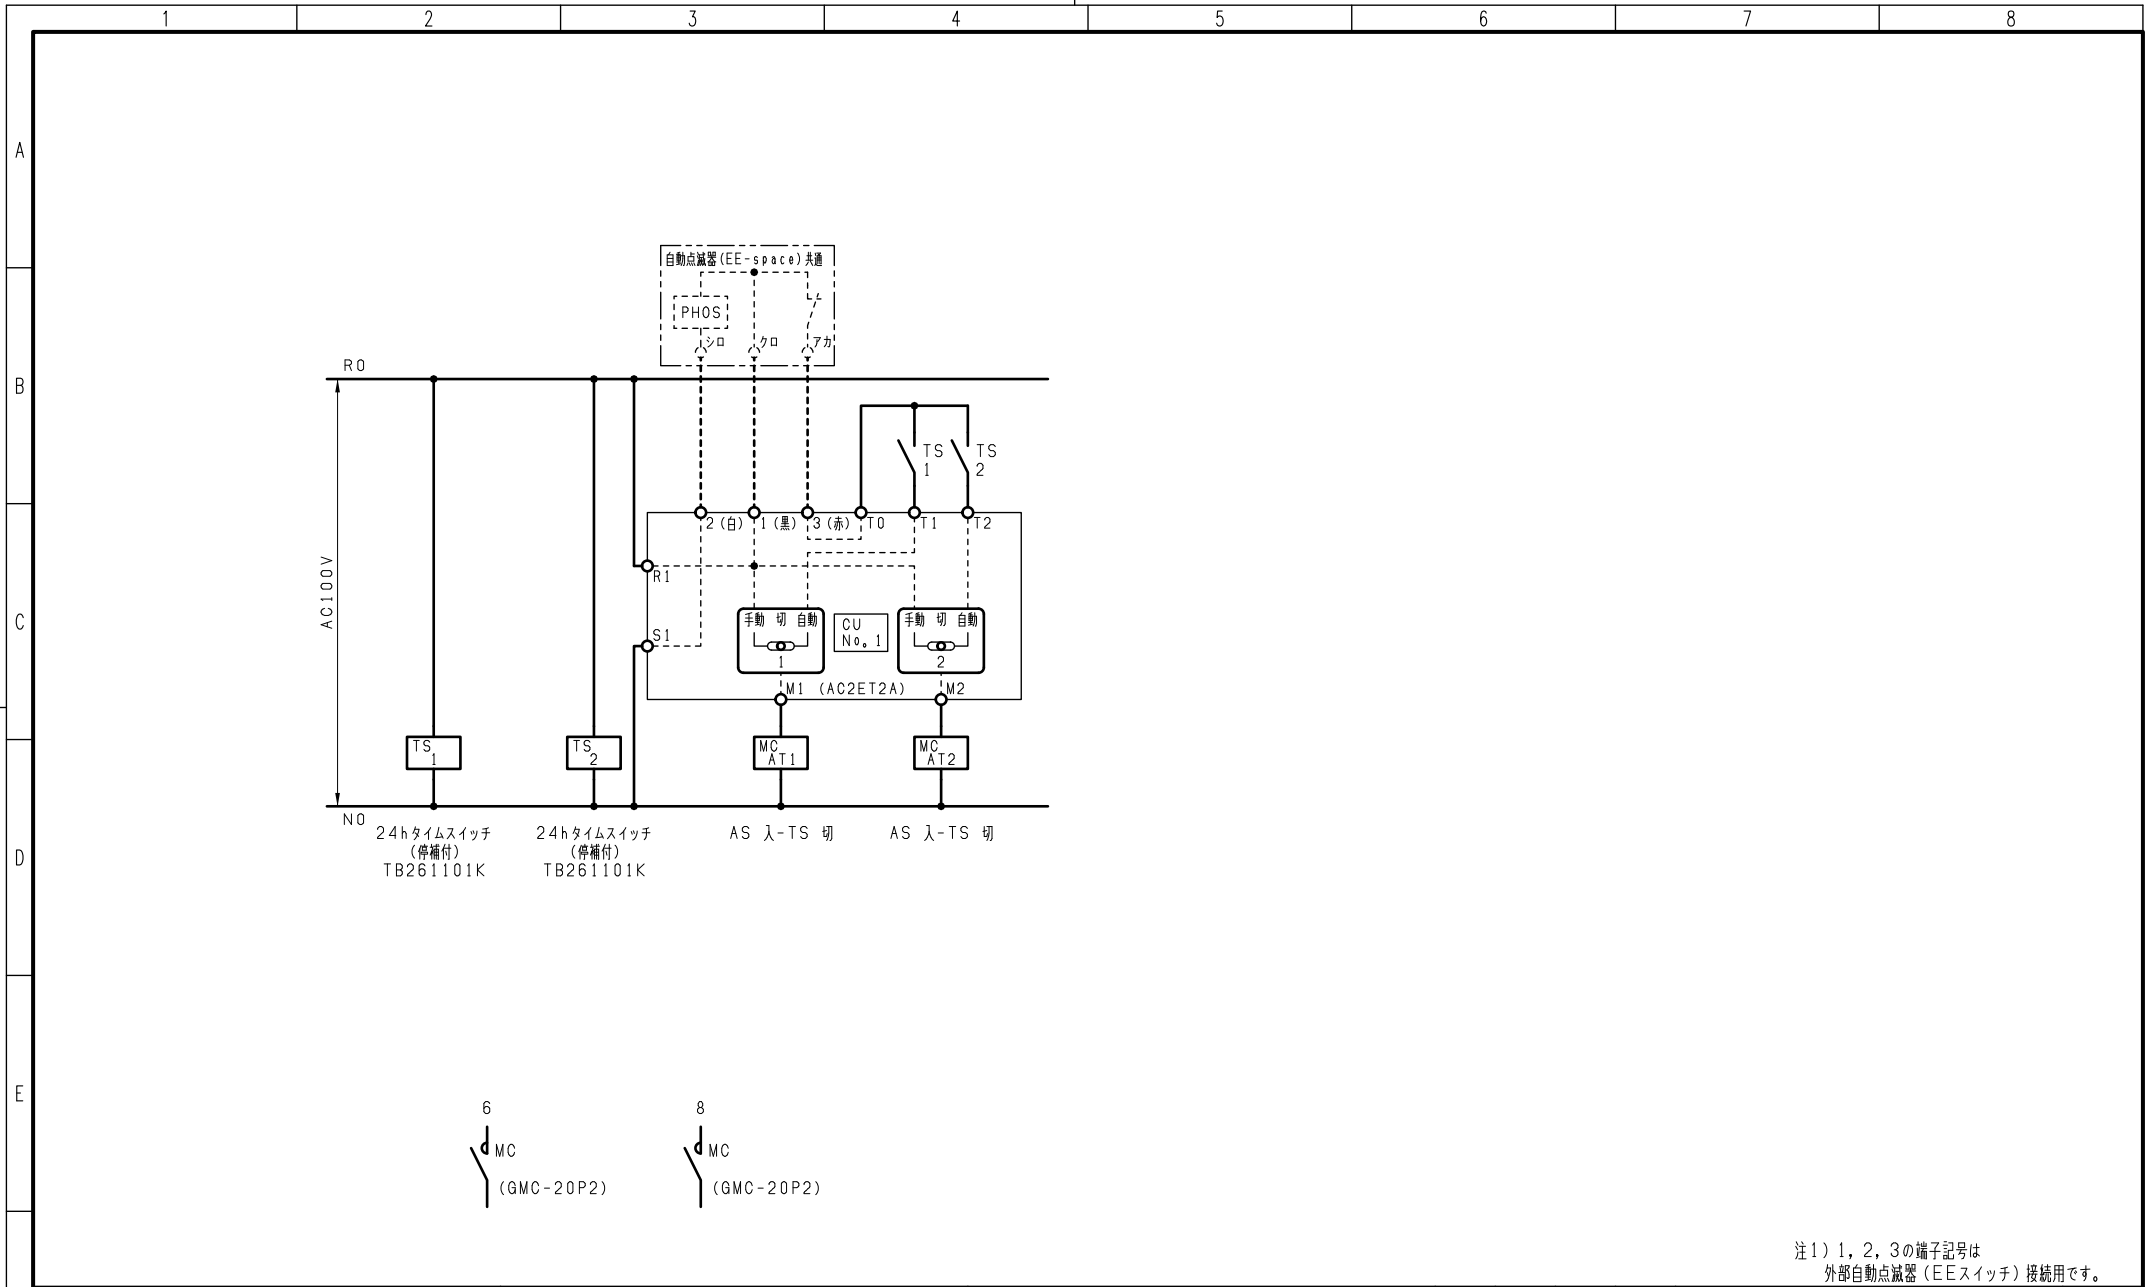 1 2 3 4 5 6 7 8
A
B
C
D
E
自動点滅器(EE-space)共通
PHOS
シロ クロ アカ
R0
AC100V
N0
TS
1
TS
2
2(白) 1(黒) 3(赤) T0 T1 T2
R1
S1
手動 切 自動
1
CU
No. 1
手動 切 自動
2
M1 (AC2ET2A) M2
TS
1
TS
2
MC
AT1
MC
AT2
24hタイムスイッチ
(停補付)
TB261101K
24hタイムスイッチ
(停補付)
TB261101K
AS 入-TS 切
AS 入-TS 切
6
MC
(GMC-20P2)
8
MC
(GMC-20P2)
注1) 1, 2, 3の端子記号は
外部自動点滅器(EEスイッチ)接続用です。